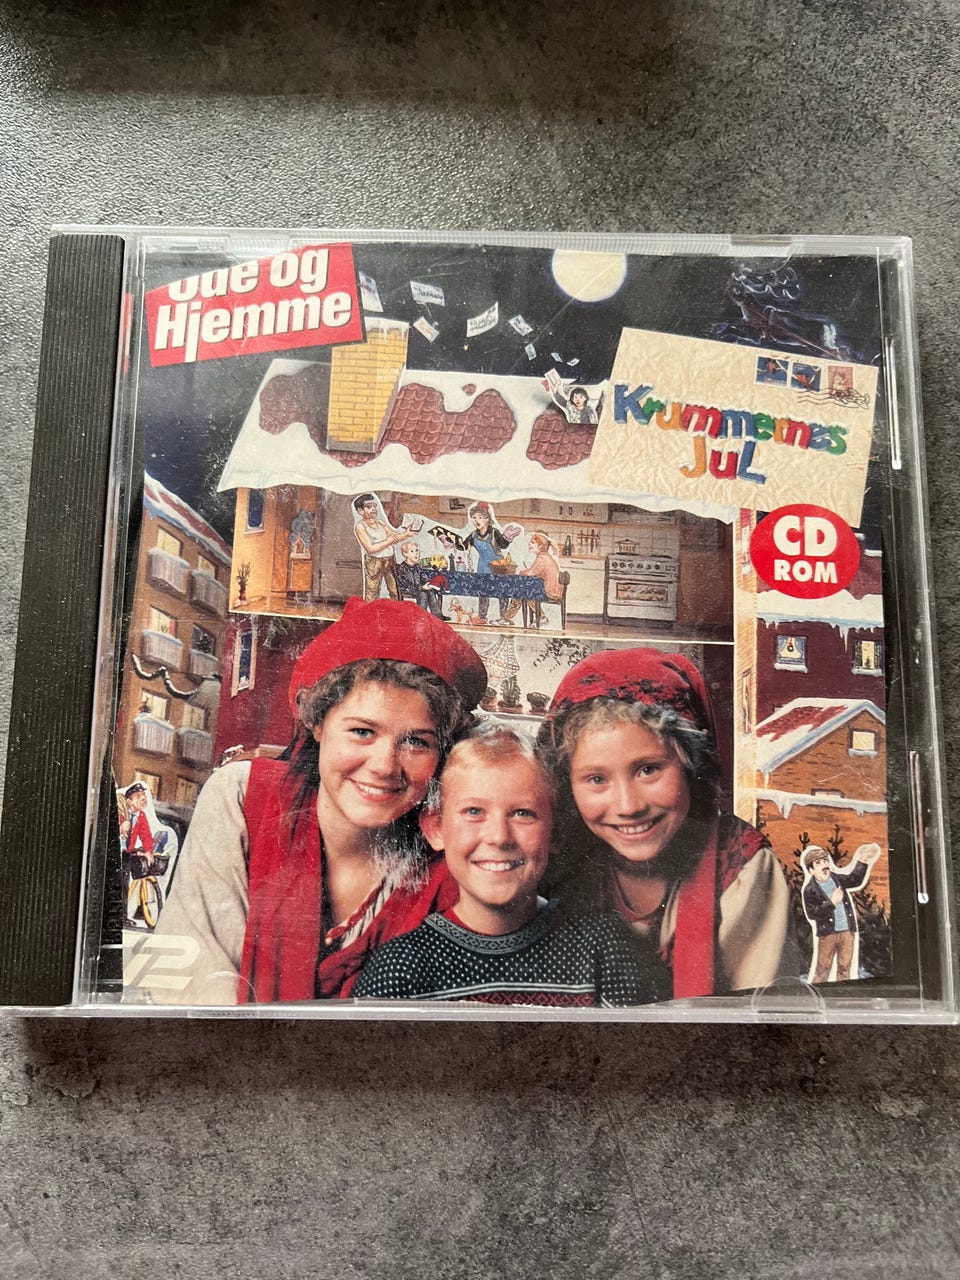 Ude og
Hjemme
Krummernes
Jul
CD
ROM